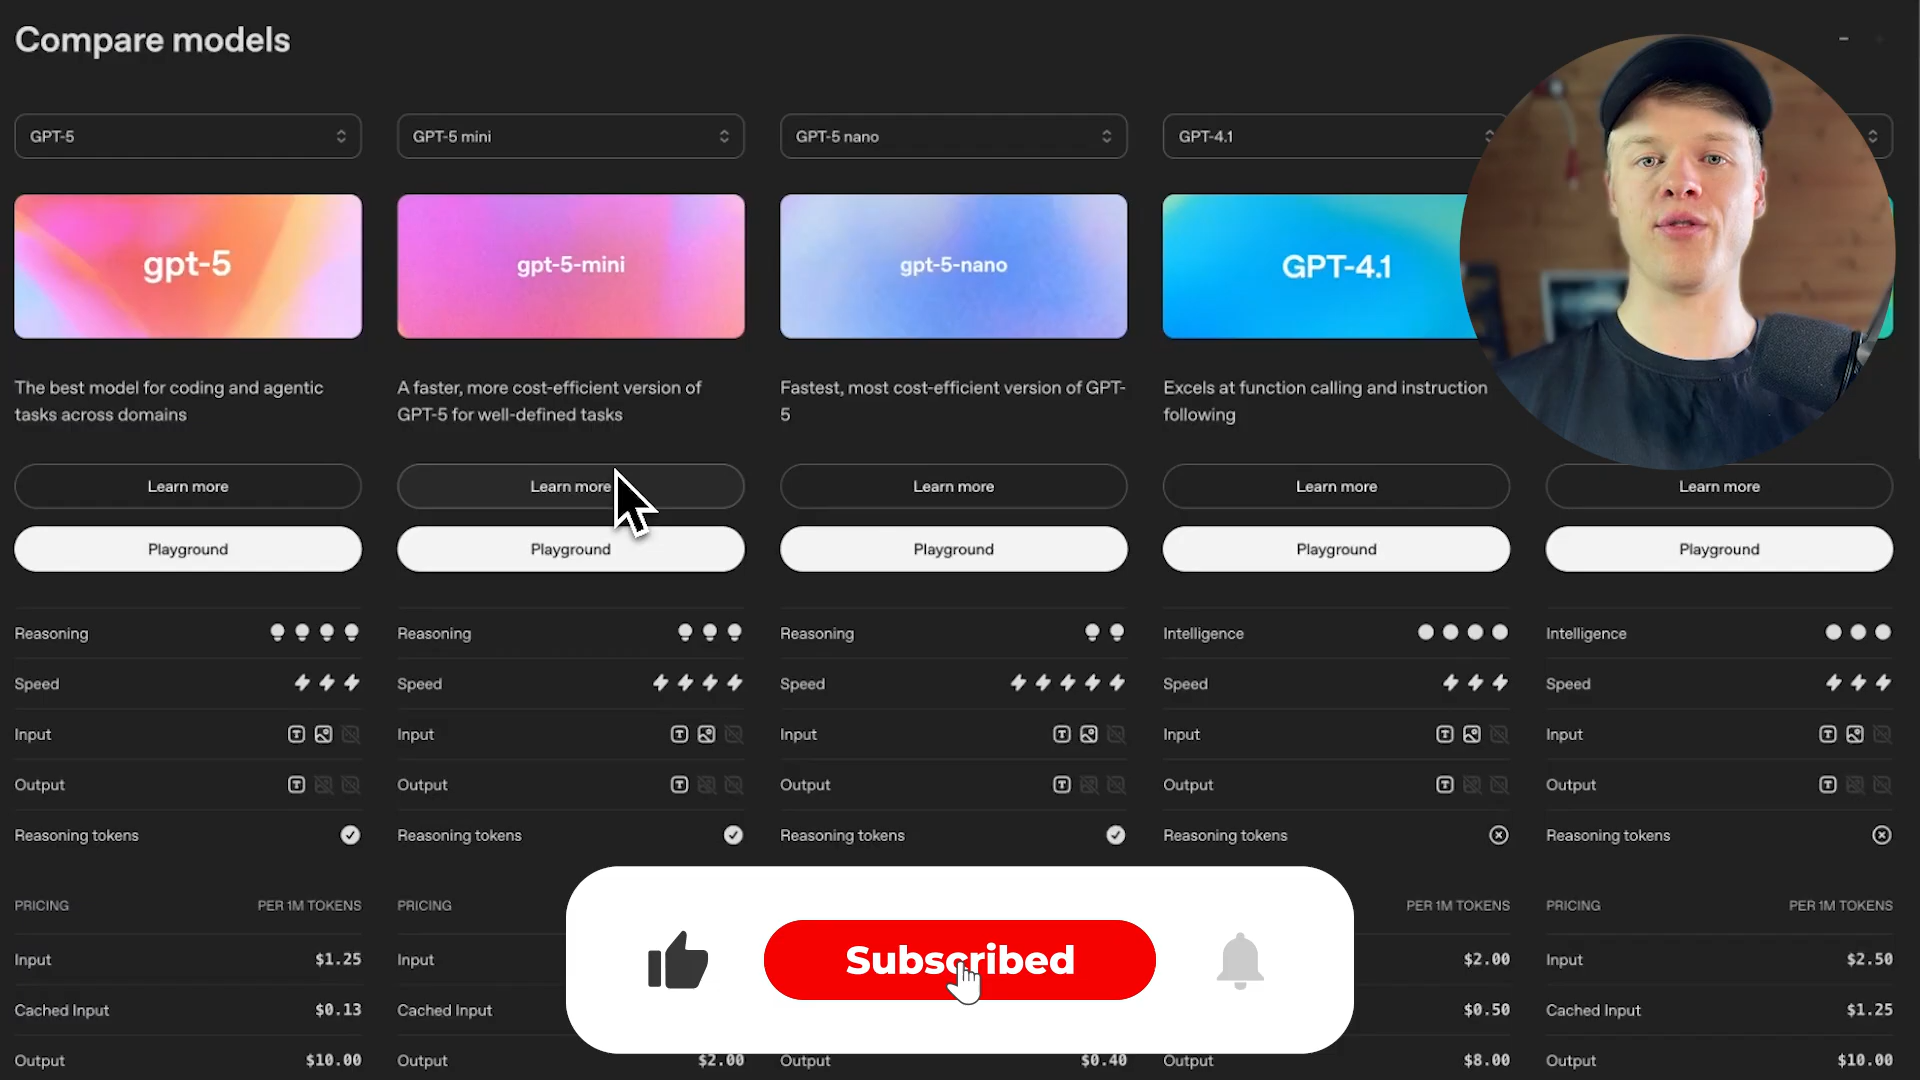 Compare models
GPT-5
GPT-5 mini
GPT-5 nano
GPT-4.1
gpt-5
gpt-5-mini
gpt-5-nano
GPT-4.1
The best model for coding and agentic
tasks across domains
A faster, more cost-efficient version of
GPT-5 for well-defined tasks
Fastest, most cost-efficient version of GPT-
5
Excels at function calling and instruction
following
Learn more
Learn more
Learn more
Learn more
Learn more
Playground
Playground
Playground
Playground
Playground
Reasoning
Reasoning
Reasoning
Intelligence
Intelligence
Speed
Speed
Speed
Speed
Speed
Input
Input
Input
Input
Input
Output
Output
Output
Output
Output
Reasoning tokens
Reasoning tokens
Reasoning tokens
Reasoning tokens
Reasoning tokens
PRICING PER 1M TOKENS
PRICING
PER 1M TOKENS
PRICING PER 1M TOKENS
Input $1.25
Input
$2.00
Input $2.50
Subscribed
Cached Input $0.13
Cached Input
$0.50
Cached Input $1.25
Output $10.00
Output $2.00
Output $0.40
Output $8.00
Output $10.00